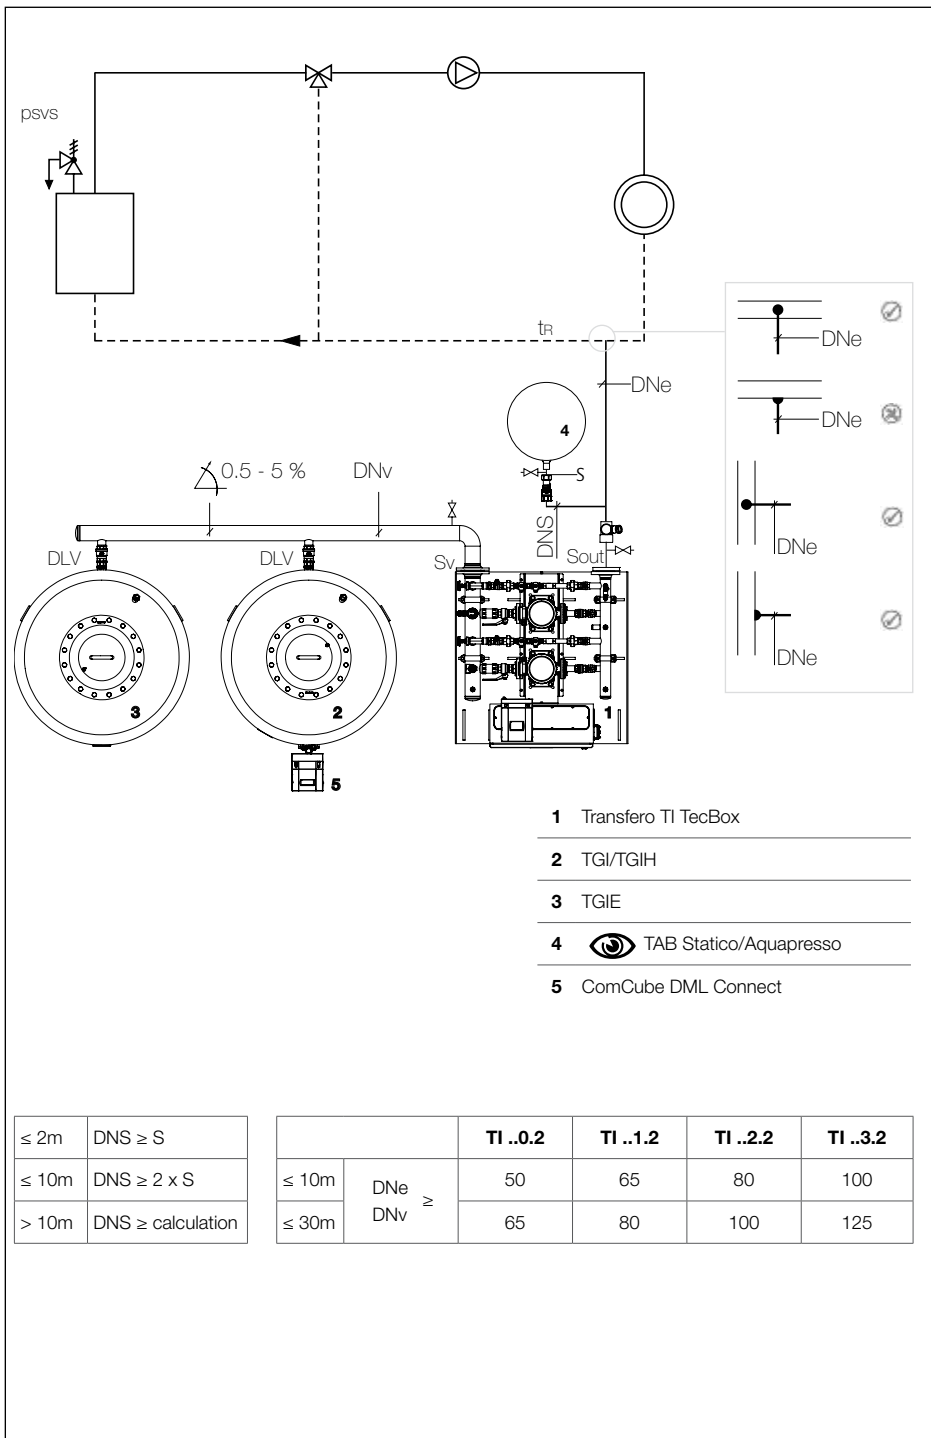 psvs
tR
DNe
DNe
DNe
DNe
DNe
4
S
0.5 - 5 %
DNv
DNS
DLV
DLV
Sv
Sout
3
2
1
5
1 Transfero TI TecBox
2 TGI/TGIH
3 TGIE
4 TAB Statico/Aquapresso
5 ComCube DML Connect
≤ 2m DNS ≥ S
≤ 10m DNS ≥ 2 x S
> 10m DNS ≥ calculation
TI ..0.2 TI ..1.2 TI ..2.2 TI ..3.2
≤ 10m DNe DNv ≥ 50 65 80 100
≤ 30m 65 80 100 125